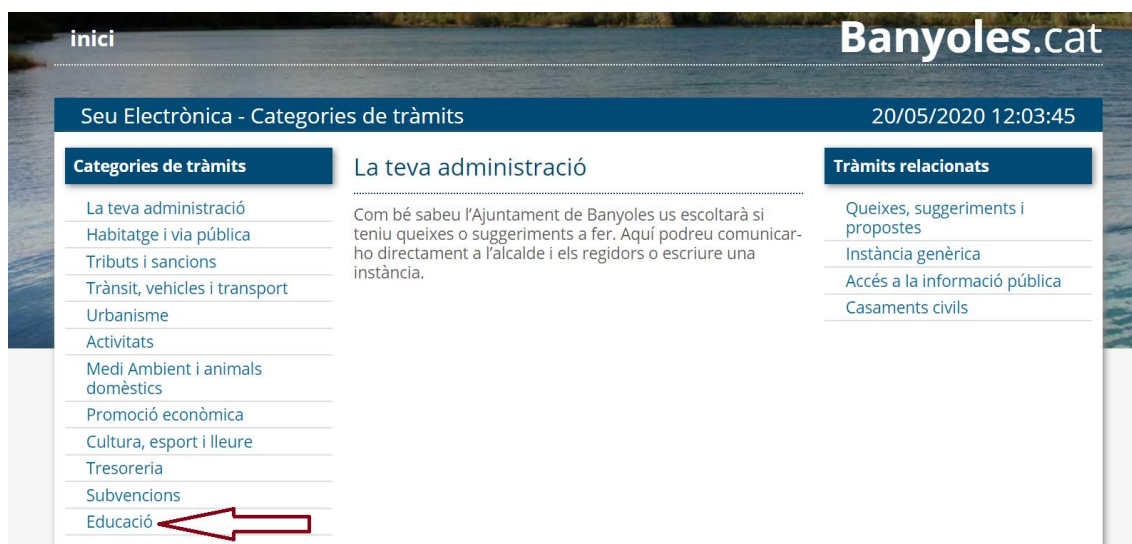 inici
Banyoles.cat
Seu Electrònica - Categories de tràmits
20/05/2020 12:03:45
Categories de tràmits
La teva administració
Habitatge i via pública
Tributs i sancions
Trànsit, vehicles i transport
Urbanisme
Activitats
Medi Ambient i animals
domèstics
Promoció econòmica
Cultura, esport i lleure
Tresoreria
Subvencions
Educació
La teva administració
Com bé sabeu l'Ajuntament de Banyoles us escoltarà si
teniu queixes o suggeriments a fer. Aquí podreu comunicar-
ho directament a l'alcalde i els regidors o escriure una
instància.
Tràmits relacionats
Queixes, suggeriments i
propostes
Instància genèrica
Accés a la informació pública
Casaments civils